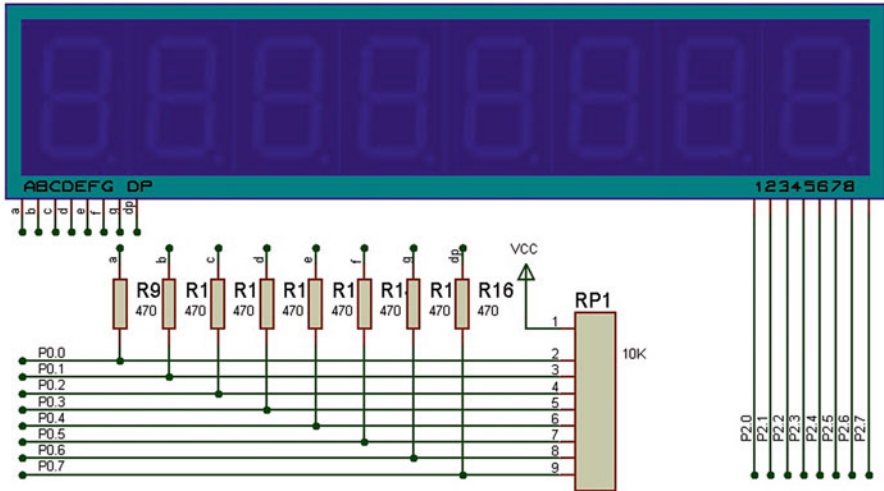 ABCDEFG DP
12345678
a b c d e f g dp
a b c d e f g dp
VCC
R9 R1 R1 R1 R1 R1 R1 R16
RP1
470 470 470 470 470 470 470 470
1
10K
P0.0 2
P0.1 3
P0.2 4
P0.3 5
P0.4 6
P0.5 7
P0.6 8
P0.7 9
P2.0 P2.1 P2.2 P2.3 P2.4 P2.5 P2.6 P2.7